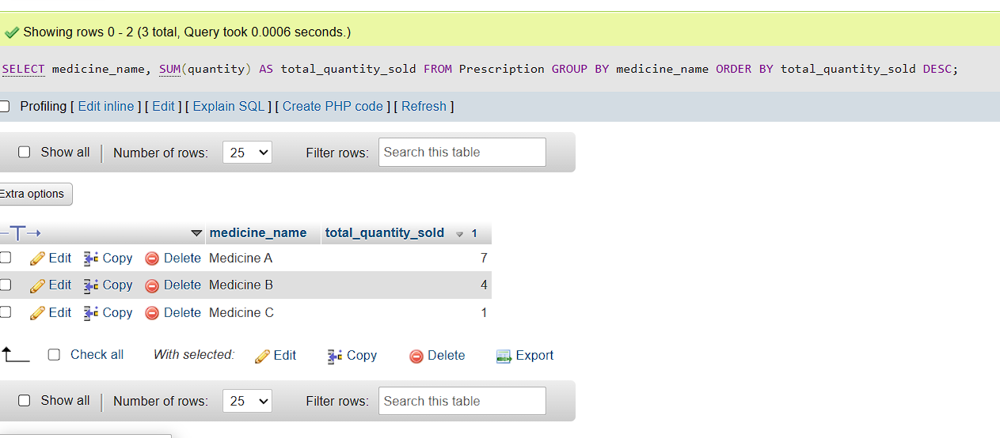 Showing rows 0 - 2 (3 total, Query took 0.0006 seconds.)
SELECT medicine_name, SUM(quantity) AS total_quantity_sold FROM Prescription GROUP BY medicine_name ORDER BY total_quantity_sold DESC;
Profiling [ Edit inline ] [ Edit ] [ Explain SQL ] [ Create PHP code ] [ Refresh ]
Show all Number of rows: 25 Filter rows: Search this table
Extra options
medicine_name total_quantity_sold 1
Edit Copy Delete Medicine A 7
Edit Copy Delete Medicine B 4
Edit Copy Delete Medicine C 1
Check all With selected: Edit Copy Delete Export
Show all Number of rows: 25 Filter rows: Search this table